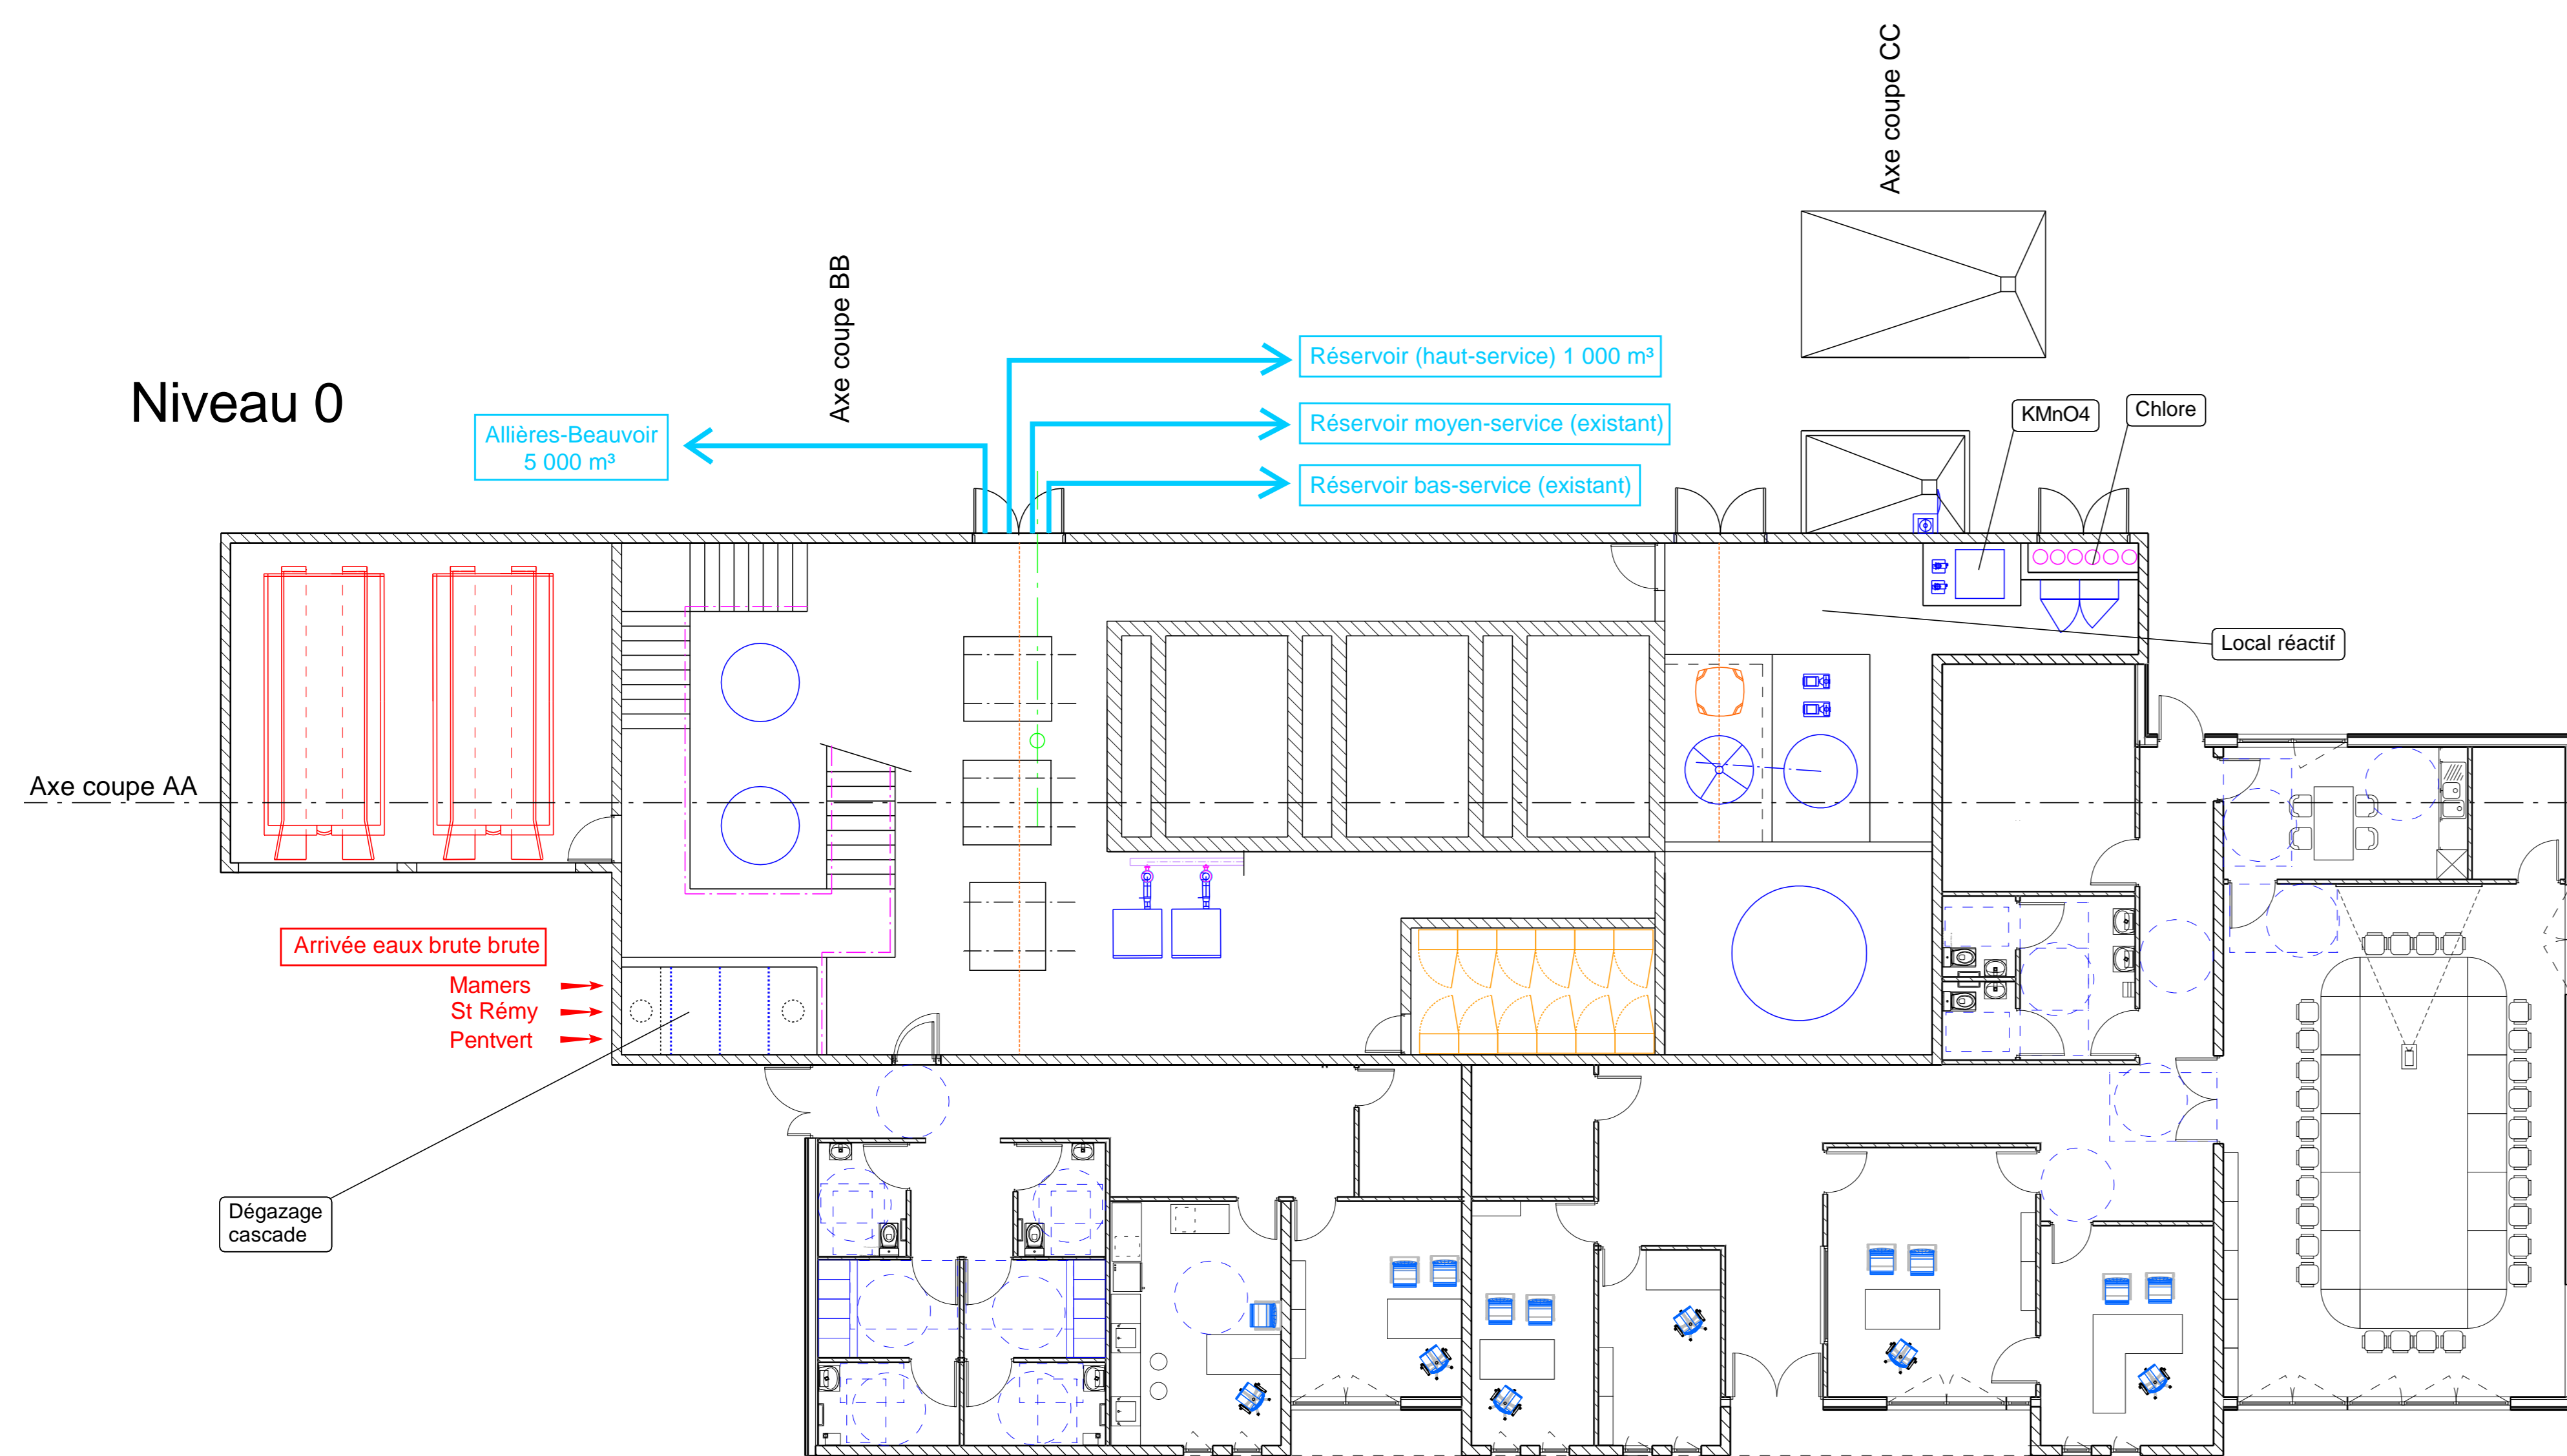 Axe coupe CC
Axe coupe BB
Niveau 0
Réservoir (haut-service) 1 000 m³
Allières-Beauvoir
5 000 m³
Réservoir moyen-service (existant)
Réservoir bas-service (existant)
KMnO4
Chlore
Local réactif
Axe coupe AA
Arrivée eaux brute brute
Mamers
St Rémy
Pentvert
Dégazage
cascade